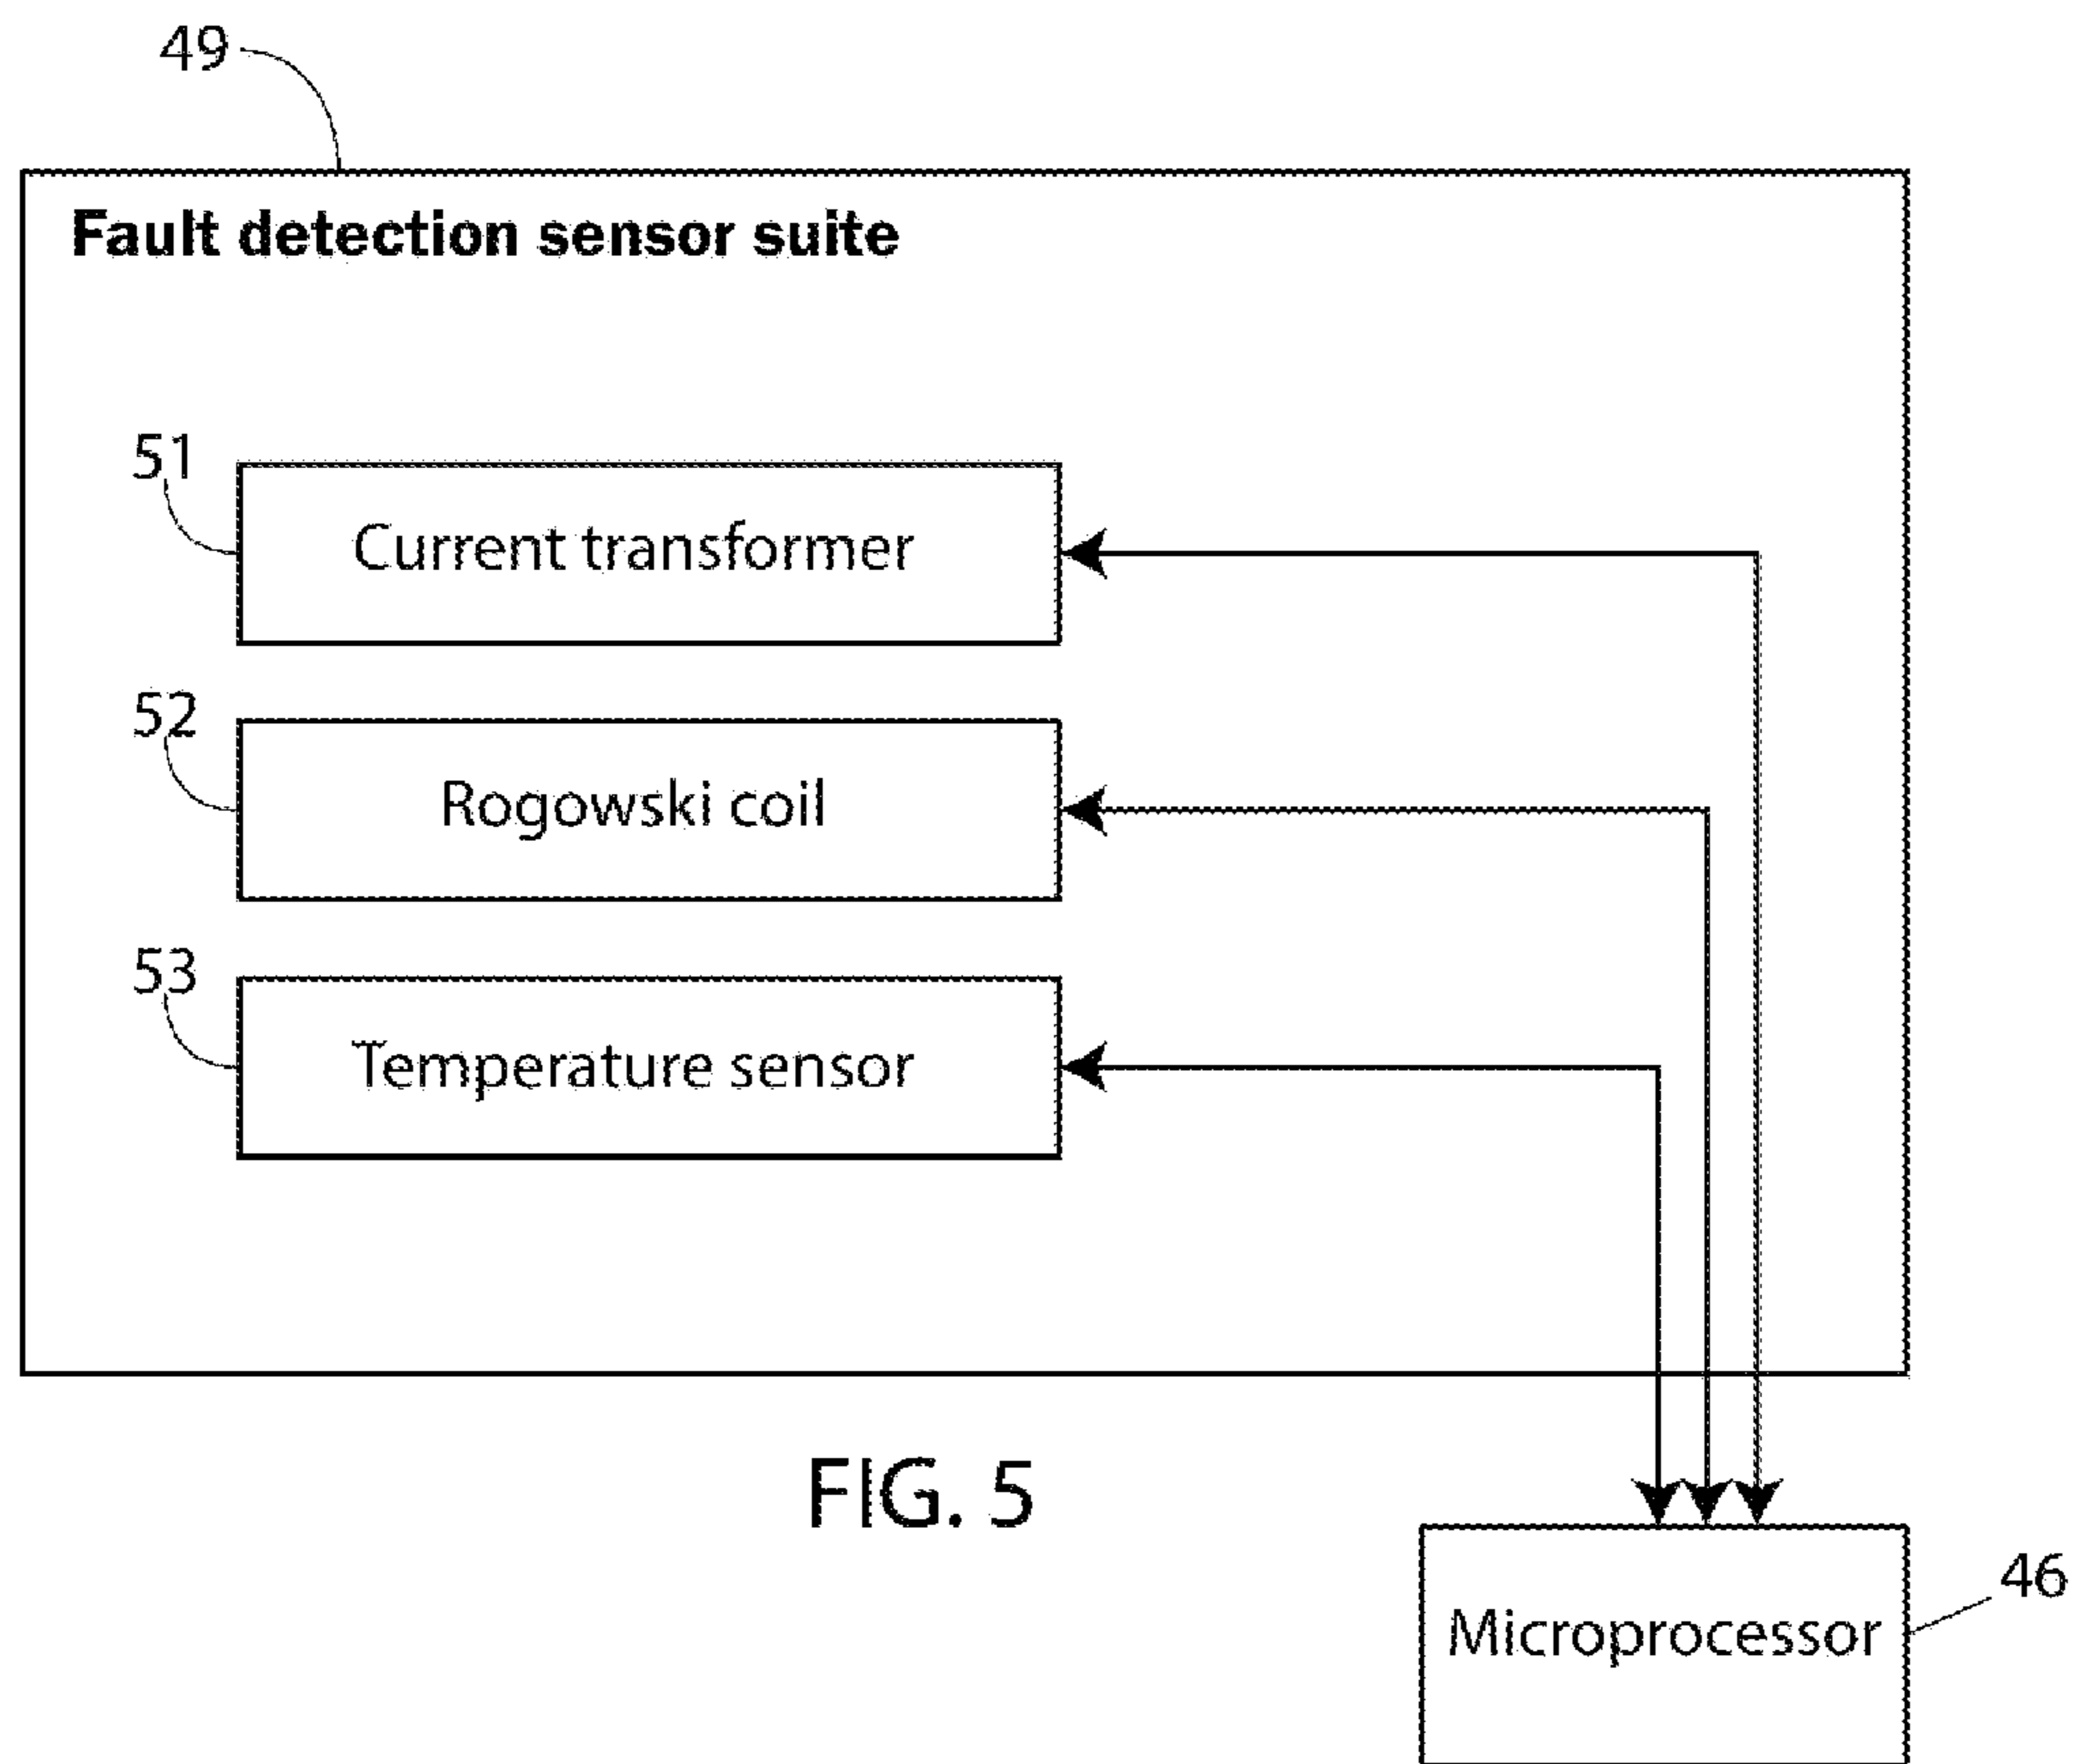 49
Fault detection sensor suite
51
Current transformer
52
Rogowski coil
53
Temperature sensor
FIG. 5
46
Microprocessor